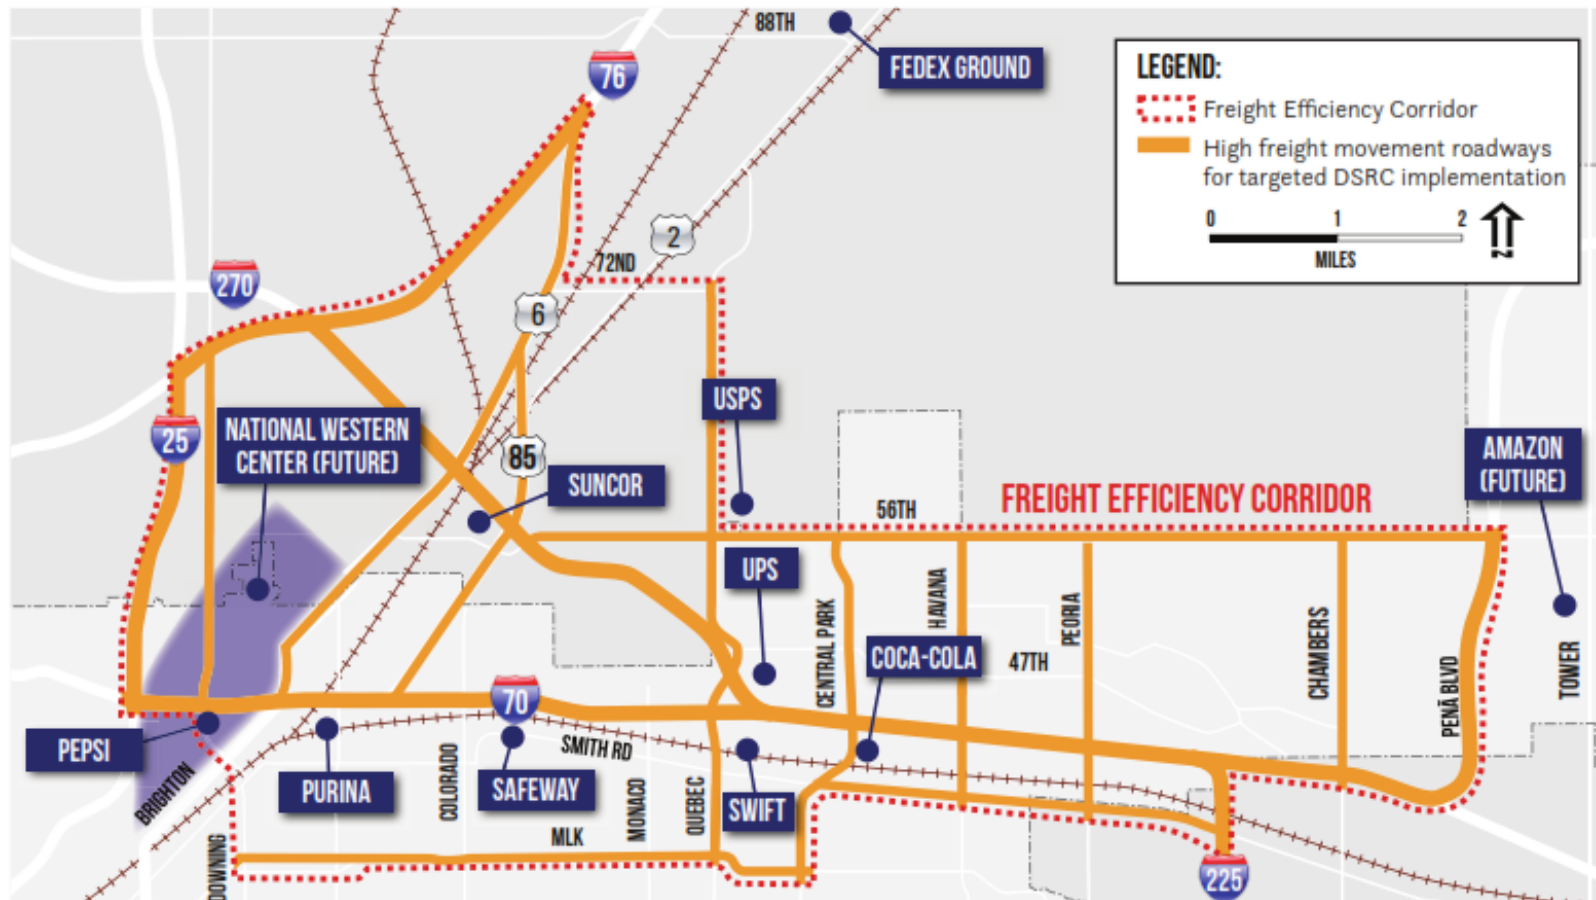 88TH
76
FEDEX GROUND
LEGEND:
Freight Efficiency Corridor
High freight movement roadways
for targeted DSRC implementation
0 1 2
MILES
N
2
72ND
270
6
USPS
25
NATIONAL WESTERN
CENTER (FUTURE)
85
SUNCOR
AMAZON
(FUTURE)
FREIGHT EFFICIENCY CORRIDOR
56TH
UPS
CENTRAL PARK
HAVANA
PEORIA
COCA-COLA
47TH
CHAMBERS
PEÑA BLVD
TOWER
70
PEPSI
BRIGHTON
PURINA
COLORADO
SAFEWAY
SMITH RD
MONACO
QUEBEC
SWIFT
MLK
DOWNING
225